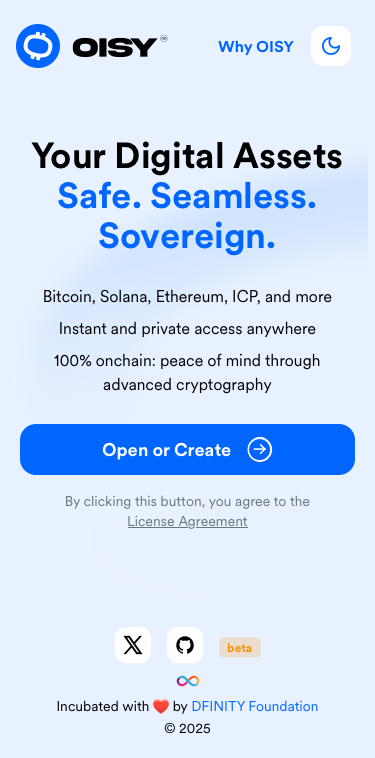 OISY
Why OISY
Your Digital Assets
Safe. Seamless.
Sovereign.
Bitcoin, Solana, Ethereum, ICP, and more
Instant and private access anywhere
100% onchain: peace of mind through
advanced cryptography
Open or Create
By clicking this button, you agree to the
License Agreement
beta
Incubated with ❤️ by DFINITY Foundation
© 2025